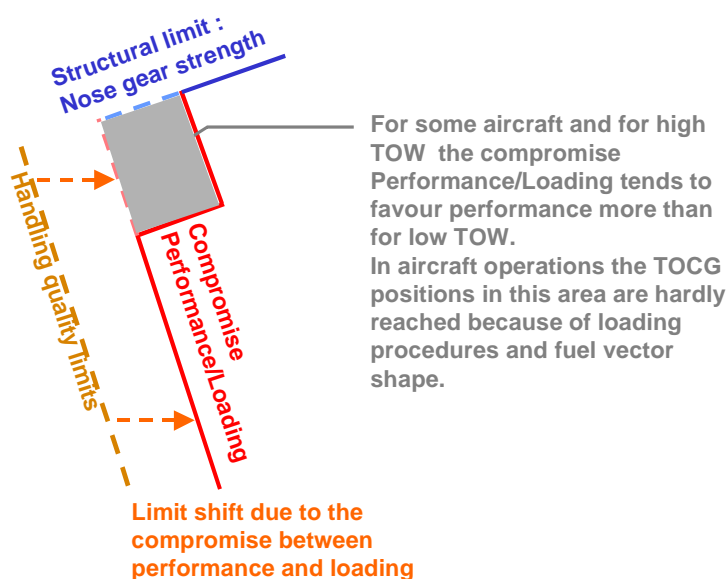 Structural limit :
Nose gear strength
For some aircraft and for high
TOW the compromise
Performance/Loading tends to
favour performance more than
for low TOW.
In aircraft operations the TOCG
positions in this area are hardly
reached because of loading
procedures and fuel vector
shape.
Handling quality limits
Compromise
Performance/Loading
Limit shift due to the
compromise between
performance and loading